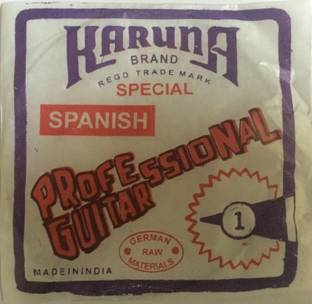 KARUNA
BRAND
REGD TRADE MARK
SPECIAL
SPANISH
PROFESSIONAL
GUITAR
1
GERMAN
RAW
MATERIALS
MADEININDIA